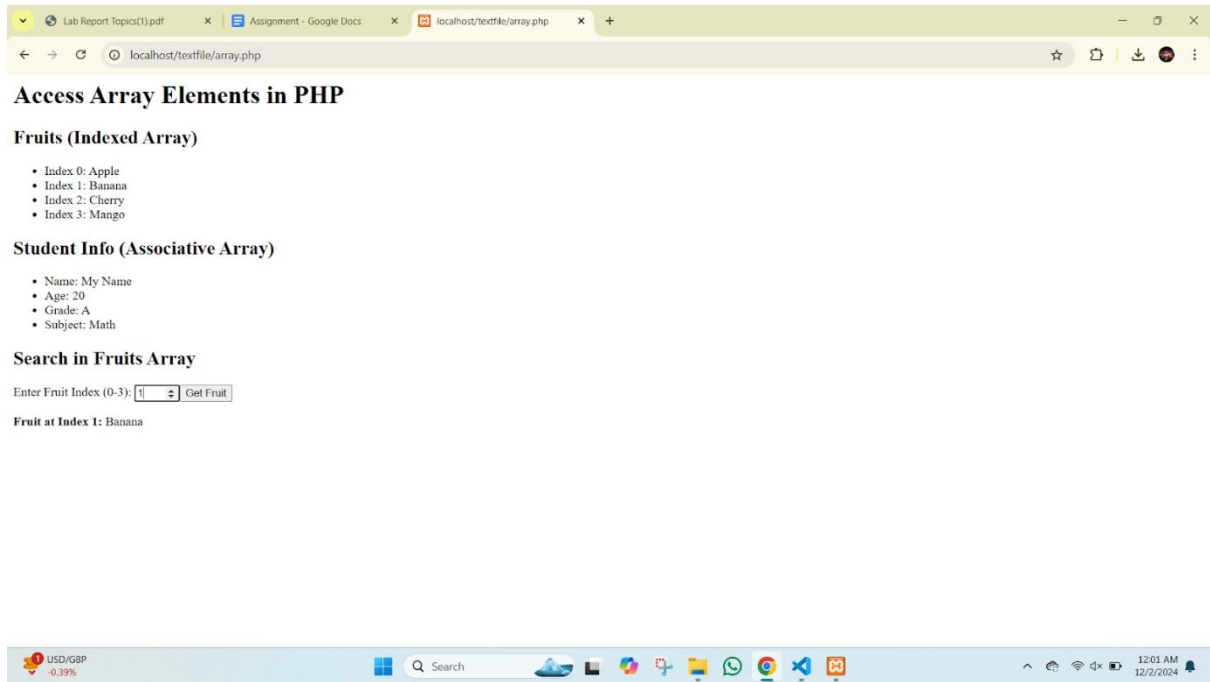 Lab Report Topics(1).pdf
Assignment - Google Docs
localhost/textfile/array.php
localhost/textfile/array.php
Access Array Elements in PHP
Fruits (Indexed Array)
• Index 0: Apple
• Index 1: Banana
• Index 2: Cherry
• Index 3: Mango
Student Info (Associative Array)
• Name: My Name
• Age: 20
• Grade: A
• Subject: Math
Search in Fruits Array
Enter Fruit Index (0-3): 1 Get Fruit
Fruit at Index 1: Banana
1 USD/GBP
-0.39%
Search
12:01 AM
12/2/2024